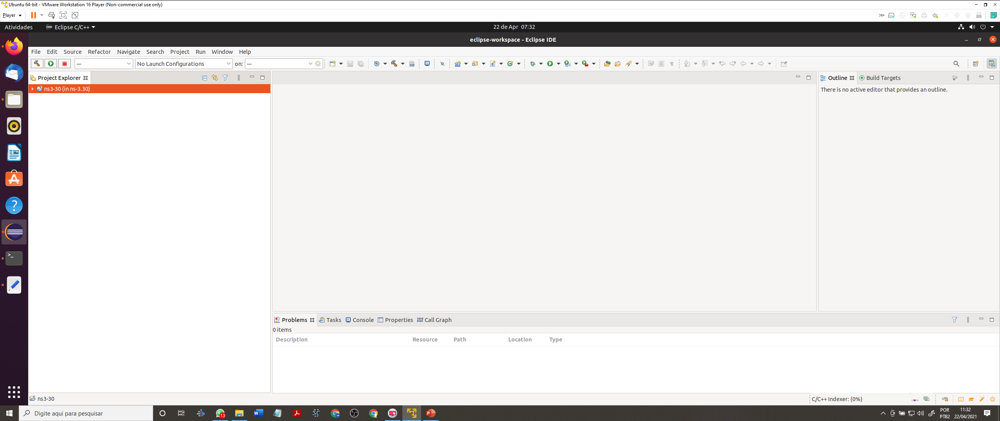 Ubuntu 64-bit - VMware Workstation 16 Player (Non-commercial use only)
Player
Atividades
Eclipse C/C++
22 de Apr 07:32
eclipse-workspace - Eclipse IDE
File Edit Source Refactor Navigate Search Project Run Window Help
---
No Launch Configurations
on:
---
Project Explorer
ns3-30 (in ns-3.30)
Outline
Build Targets
There is no active editor that provides an outline.
Problems
Tasks
Console
Properties
Call Graph
0 items
Description Resource Path Location Type
ns3-30
C/C++ Indexer: (0%)
Digite aqui para pesquisar
13
POR
PTB2
11:32
22/04/2021